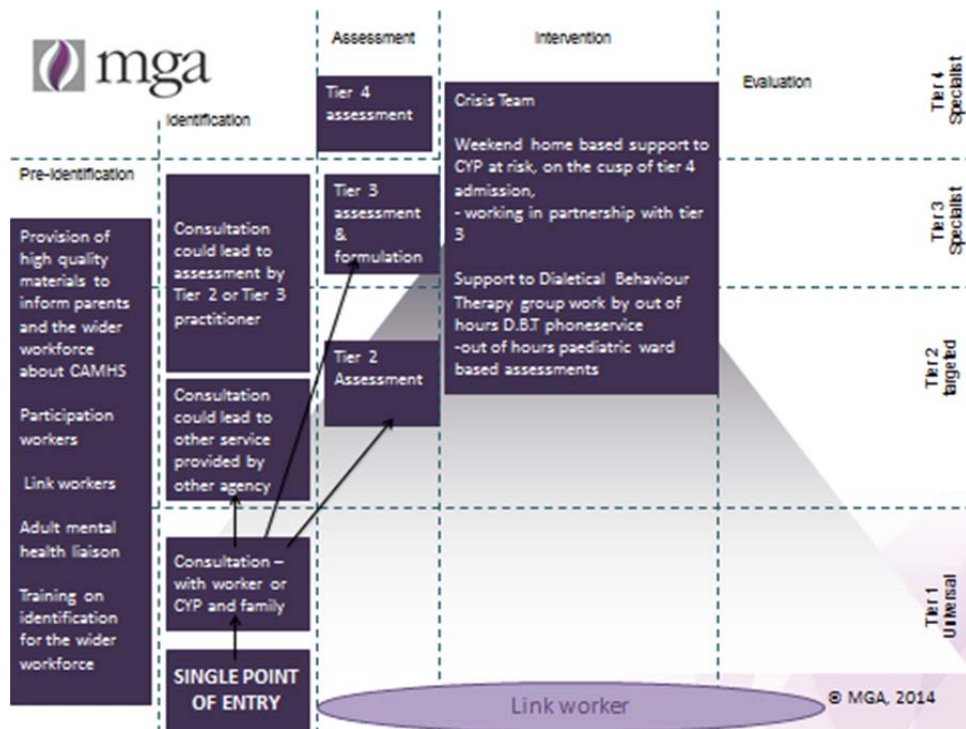 mga
Assessment
Intervention
Evaluation
Identification
Pre-identification
Tier 4
assessment
Crisis Team
Weekend home based support to
CYP at risk, on the cusp of tier 4
admission,
- working in partnership with tier
3
Support to Dialetical Behaviour
Therapy group work by out of
hours D.B.T phoneservice
-out of hours paediatric ward
based assessments
Tier 3
assessment
&
formulation
Tier 2
Assessment
Provision of
high quality
materials to
inform parents
and the wider
workforce
about CAMHS
Participation
workers
Link workers
Adult mental
health liaison
Training on
identification
for the wider
workforce
Consultation
could lead to
assessment by
Tier 2 or Tier 3
practitioner
Consultation
could lead to
other service
provided by
other agency
Consultation –
with worker or
CYP and family
SINGLE POINT
OF ENTRY
Link worker
Tier 4
Specialist
Tier 3
Specialist
Tier 2
targeted
Tier 1
Universal
© MGA, 2014